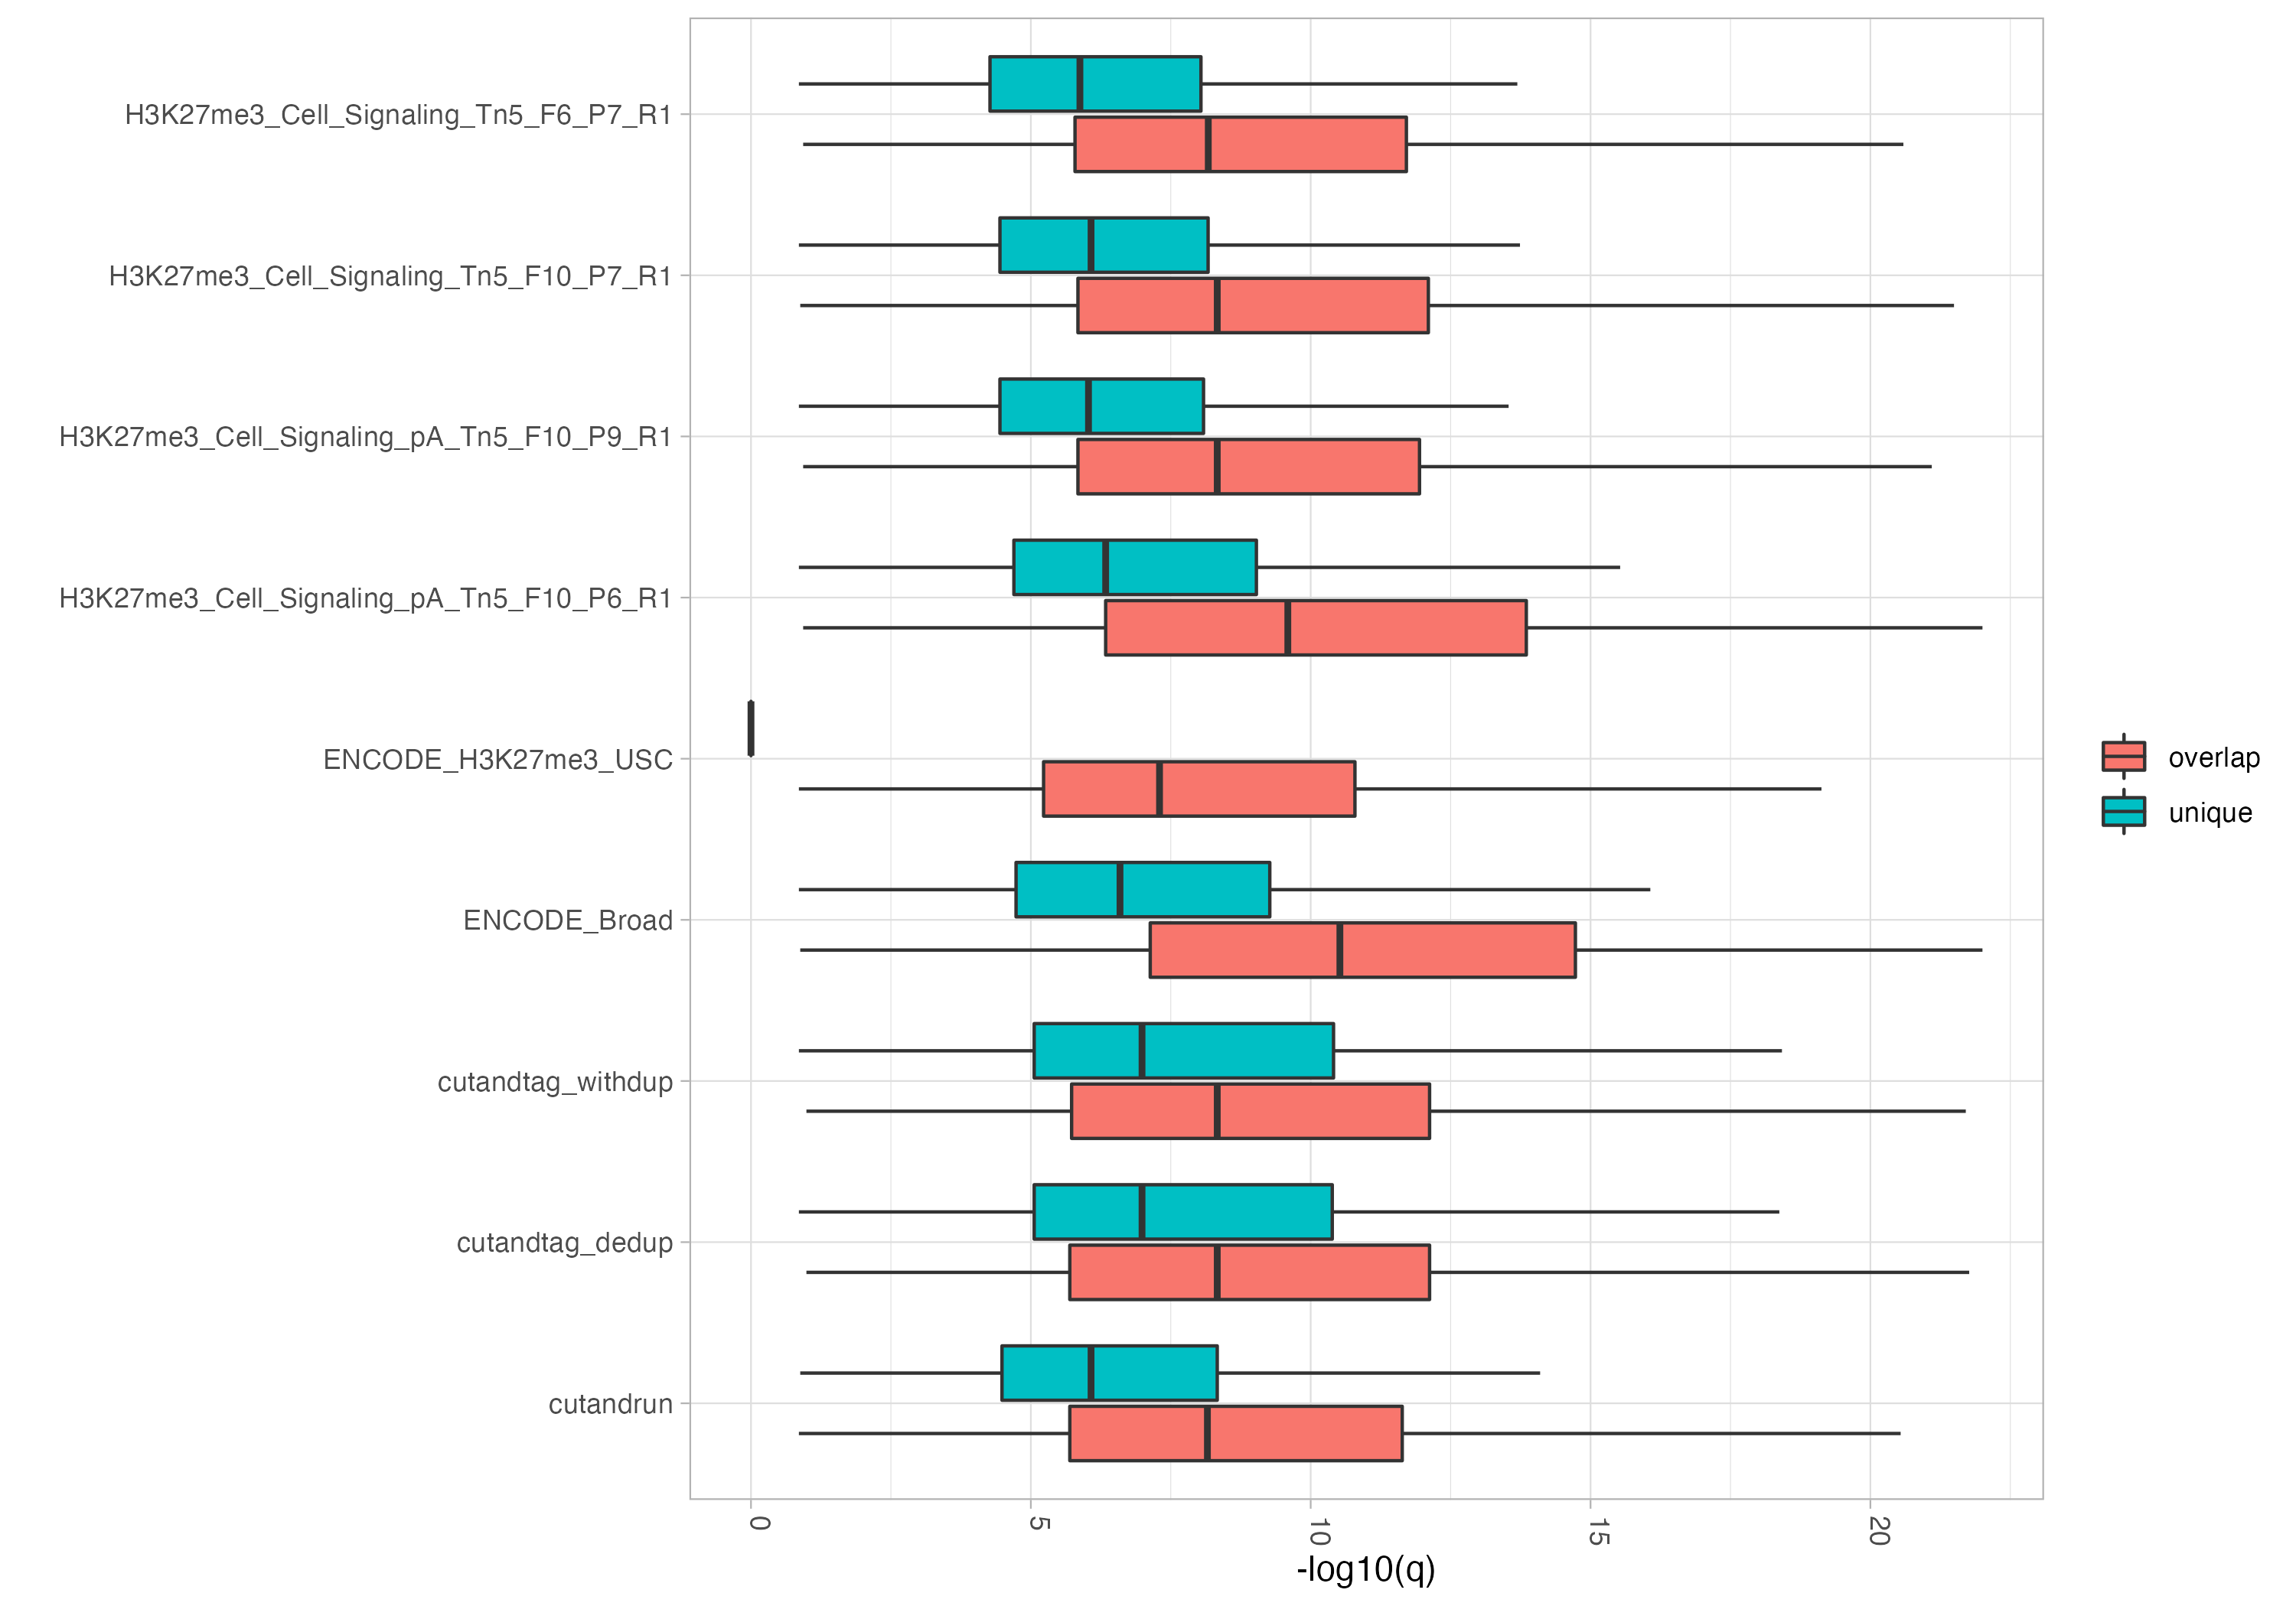 H3K27me3_Cell_Signaling_Tn5_F6_P7_R1
H3K27me3_Cell_Signaling_Tn5_F10_P7_R1
H3K27me3_Cell_Signaling_pA_Tn5_F10_P9_R1
H3K27me3_Cell_Signaling_pA_Tn5_F10_P6_R1
ENCODE_H3K27me3_USC
ENCODE_Broad
cutandtag_withdup
cutandtag_dedup
cutandrun
0 5 10 15 20
-log10(q)
overlap
unique